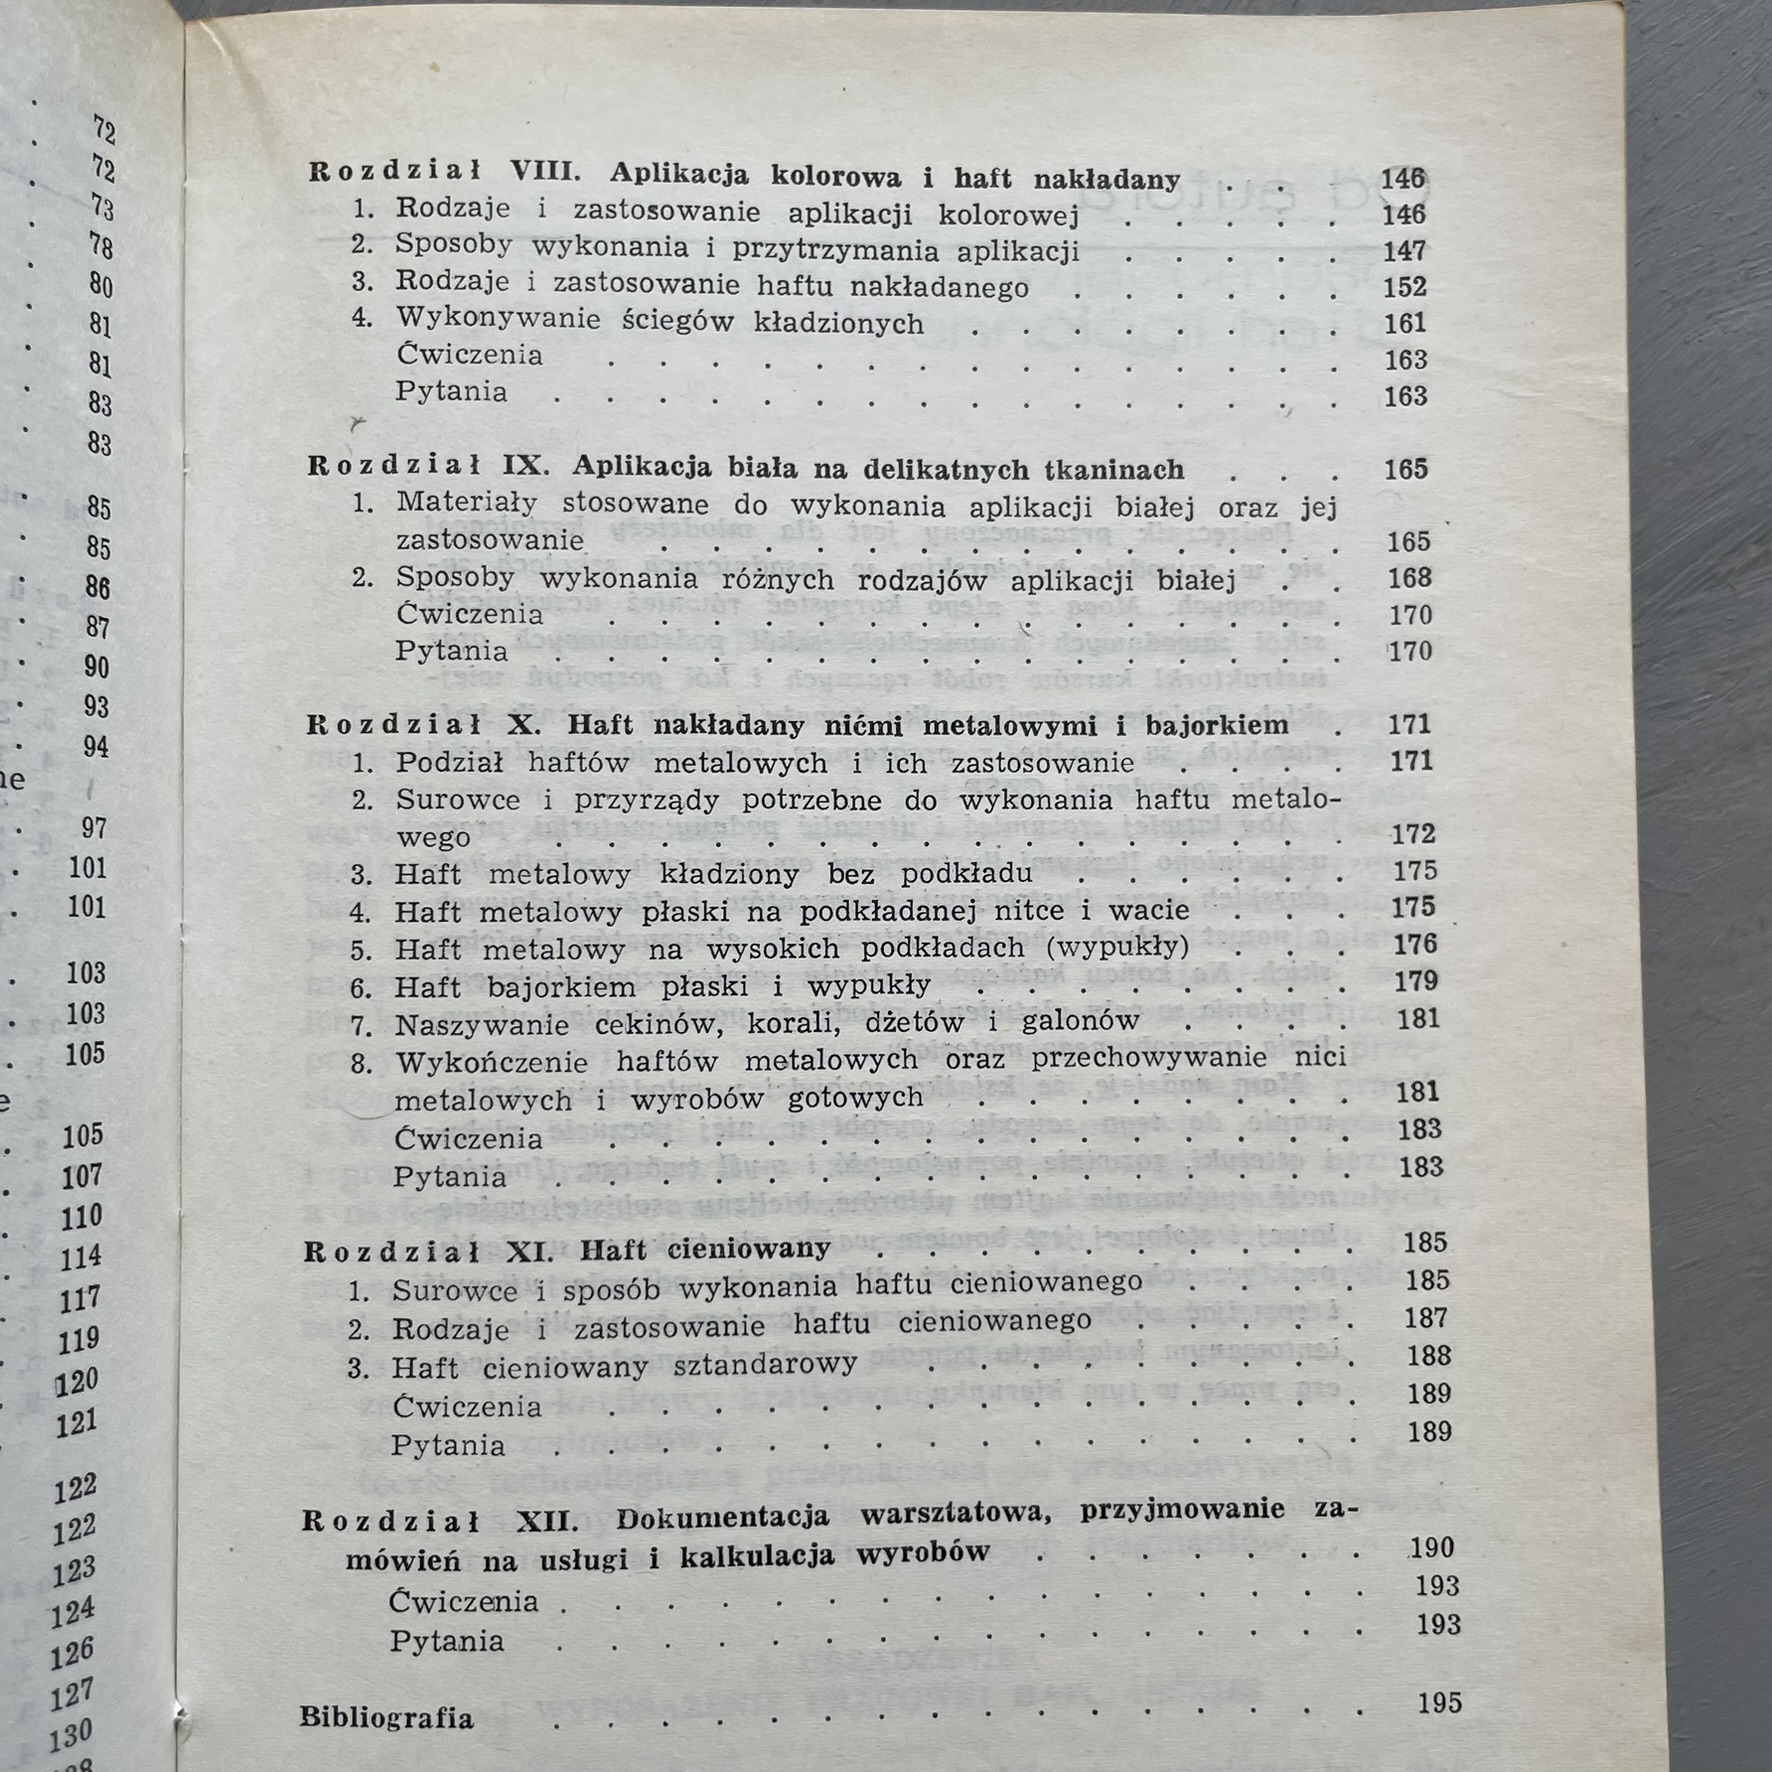 72
72
73
78
80
81
81
83
83
85
85
86
87
90
93
94
ne
97
101
101
103
103
105
e
105
107
110
114
117
119
120
121
122
122
123
124
126
127
130
Rozdział VIII. Aplikacja kolorowa i haft nakładany . . . 146
1. Rodzaje i zastosowanie aplikacji kolorowej . . . . . 146
2. Sposoby wykonania i przytrzymania aplikacji . . . . . 147
3. Rodzaje i zastosowanie haftu nakładanego . . . . . . 152
4. Wykonywanie ściegów kładzionych . . . . . . . . 161
Ćwiczenia . . . . . . . . . . . . . . . 163
Pytania . . . . . . . . . . . . . . . . 163
Rozdział IX. Aplikacja biała na delikatnych tkaninach . . . 165
1. Materiały stosowane do wykonania aplikacji białej oraz jej
zastosowanie . . . . . . . . . . . . . . 165
2. Sposoby wykonania różnych rodzajów aplikacji białej . . 168
Ćwiczenia . . . . . . . . . . . . . . . 170
Pytania . . . . . . . . . . . . . . . . 170
Rozdział X. Haft nakładany nićmi metalowymi i bajorkiem . 171
1. Podział haftów metalowych i ich zastosowanie . . . . 171
2. Surowce i przyrządy potrzebne do wykonania haftu metalo-
wego . . . . . . . . . . . . . . . . 172
3. Haft metalowy kładziony bez podkładu . . . . . . 175
4. Haft metalowy płaski na podkładanej nitce i wacie . . . 175
5. Haft metalowy na wysokich podkładach (wypukły) . . . 176
6. Haft bajorkiem płaski i wypukły . . . . . . . . 179
7. Naszywanie cekinów, korali, dżetów i galonów . . . . 181
8. Wykończenie haftów metalowych oraz przechowywanie nici
metalowych i wyrobów gotowych . . . . . . . . 181
Ćwiczenia . . . . . . . . . . . . . . . 183
Pytania . . . . . . . . . . . . . . . . 183
Rozdział XI. Haft cieniowany . . . . . . . . . . 185
1. Surowce i sposób wykonania haftu cieniowanego . . . . 185
2. Rodzaje i zastosowanie haftu cieniowanego . . . . . 187
3. Haft cieniowany sztandarowy . . . . . . . . . 188
Ćwiczenia . . . . . . . . . . . . . . . 189
Pytania . . . . . . . . . . . . . . . . 189
Rozdział XII. Dokumentacja warsztatowa, przyjmowanie za-
mówień na usługi i kalkulacja wyrobów . . . . . . . 190
Ćwiczenia . . . . . . . . . . . . . . . . 193
Pytania . . . . . . . . . . . . . . . . 193
Bibliografia . . . . . . . . . . . . . . . . 195